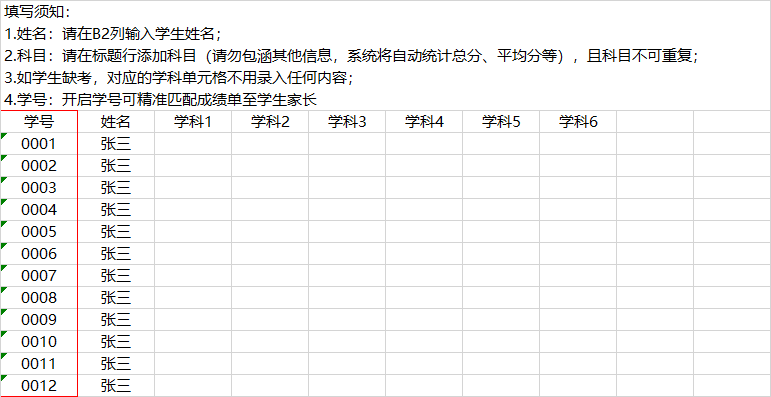 填写须知：
1.姓名：请在B2列输入学生姓名；
2.科目：请在标题行添加科目（请勿包涵其他信息，系统将自动统计总分、平均分等），且科目不可重复；
3.如学生缺考，对应的学科单元格不用录入任何内容；
4.学号：开启学号可精准匹配成绩单至学生家长
学号 姓名 学科1 学科2 学科3 学科4 学科5 学科6
0001 张三
0002 张三
0003 张三
0004 张三
0005 张三
0006 张三
0007 张三
0008 张三
0009 张三
0010 张三
0011 张三
0012 张三